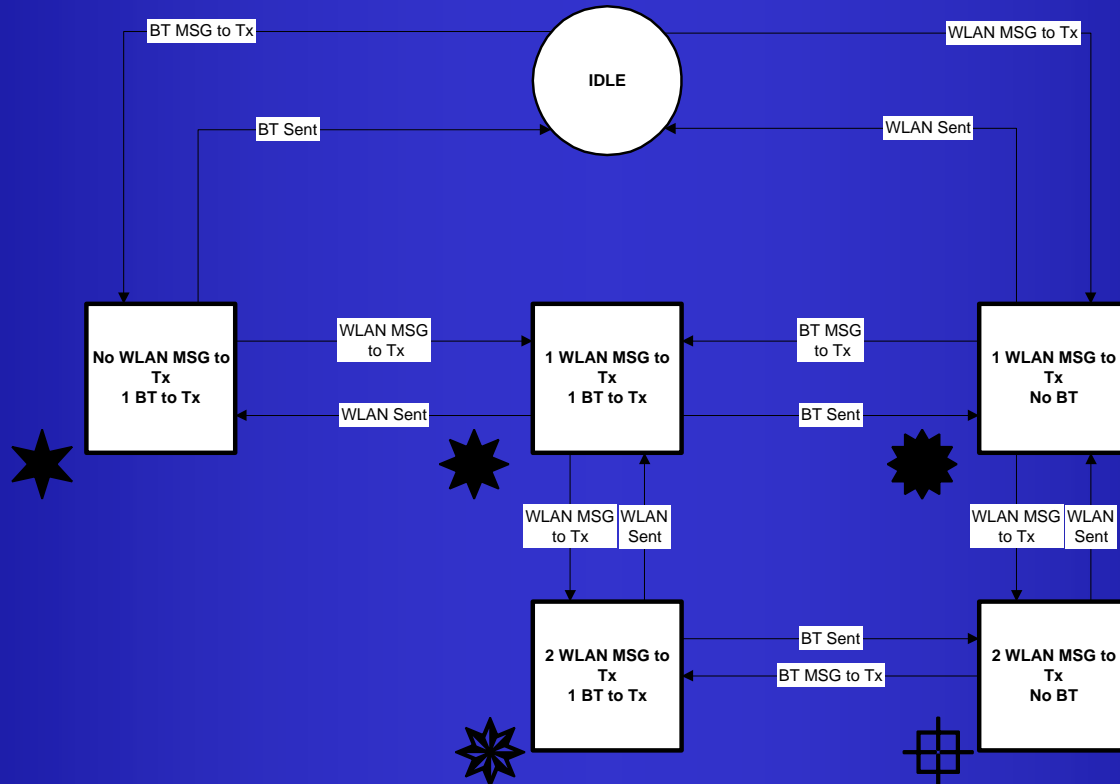 BT MSG to Tx
WLAN MSG to Tx
IDLE
BT Sent
WLAN Sent
No WLAN MSG to
Tx
1 BT to Tx
WLAN MSG
to Tx
WLAN Sent
1 WLAN MSG to
Tx
1 BT to Tx
BT MSG
to Tx
BT Sent
1 WLAN MSG to
Tx
No BT
WLAN MSG
to Tx
WLAN
Sent
WLAN MSG
to Tx
WLAN
Sent
2 WLAN MSG to
Tx
1 BT to Tx
BT Sent
BT MSG to Tx
2 WLAN MSG to
Tx
No BT